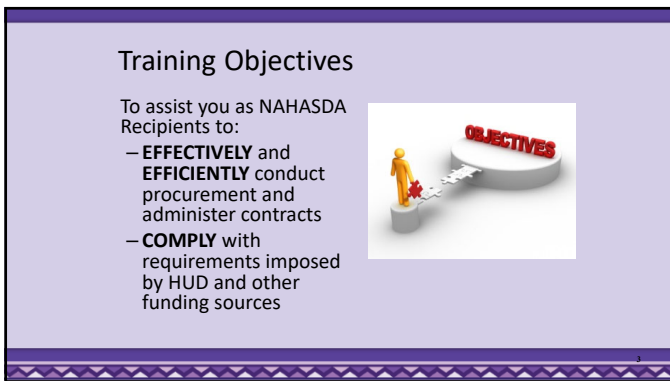 Training Objectives
To assist you as NAHASDA
Recipients to:
– EFFECTIVELY and
EFFICIENTLY conduct
procurement and
administer contracts
– COMPLY with
requirements imposed
by HUD and other
funding sources
OBJECTIVES
3